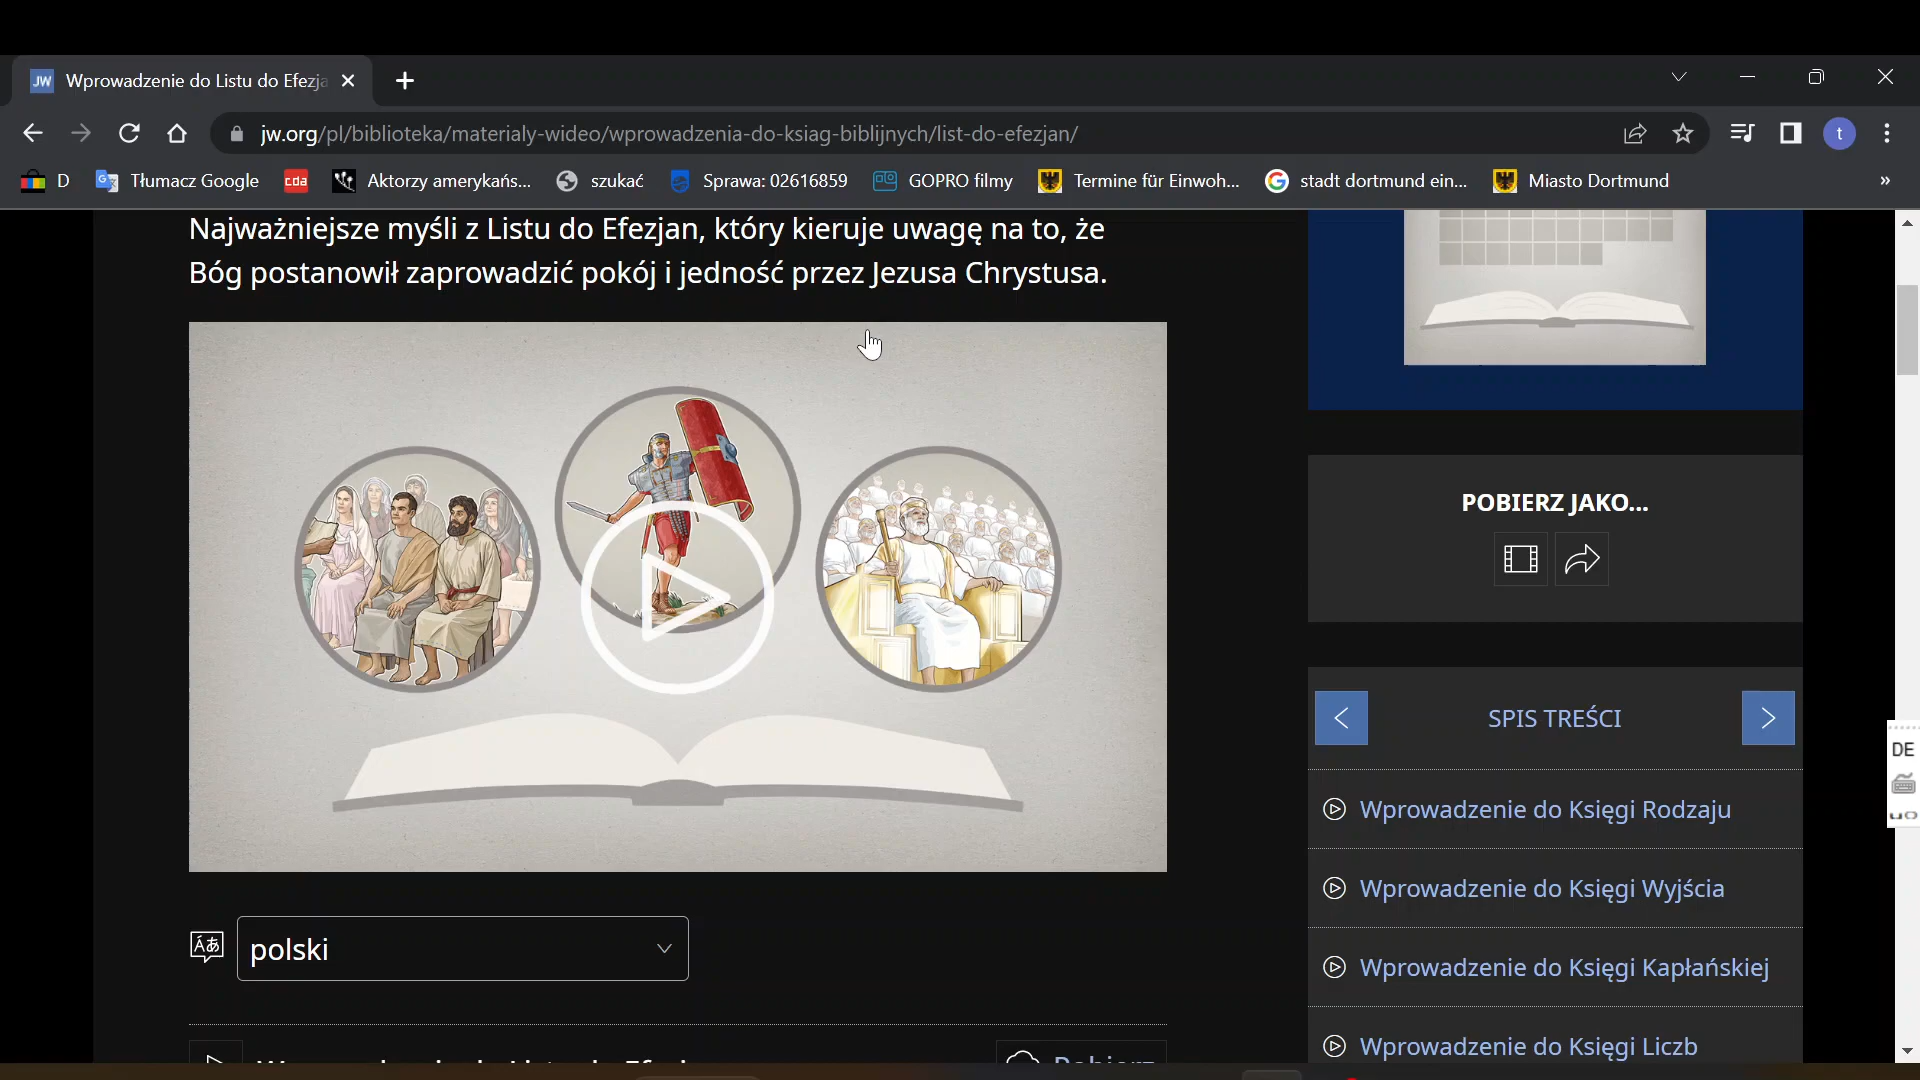 JW Wprowadzenie do Listu do Efezja
jw.org/pl/biblioteka/materialy-wideo/wprowadzenia-do-ksiag-biblijnych/list-do-efezjan/
t
D
Tłumacz Google
cda
Aktorzy amerykańs...
szukać
Sprawa: 02616859
GOPRO filmy
Termine für Einwoh...
stadt dortmund ein...
Miasto Dortmund
»
Najważniejsze myśli z Listu do Efezjan, który kieruje uwagę na to, że
Bóg postanowił zaprowadzić pokój i jedność przez Jezusa Chrystusa.
POBIERZ JAKO...
SPIS TREŚCI
Wprowadzenie do Księgi Rodzaju
Wprowadzenie do Księgi Wyjścia
Wprowadzenie do Księgi Kapłańskiej
Wprowadzenie do Księgi Liczb
DE
polski